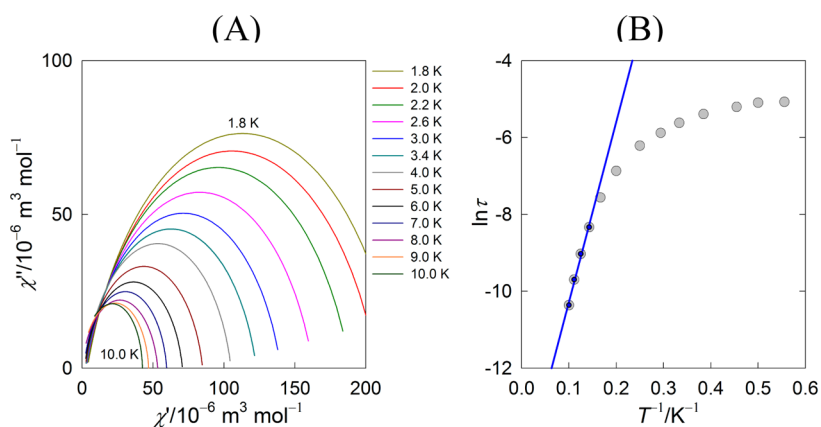 (A)
(B)
100
50
0
χ''/10⁻⁶ m³ mol⁻¹
1.8 K
10.0 K
0
50
100
150
200
χ'/10⁻⁶ m³ mol⁻¹
1.8 K
2.0 K
2.2 K
2.6 K
3.0 K
3.4 K
4.0 K
5.0 K
6.0 K
7.0 K
8.0 K
9.0 K
10.0 K
-4
-6
-8
-10
-12
ln τ
0.0
0.1
0.2
0.3
0.4
0.5
0.6
T⁻¹/K⁻¹